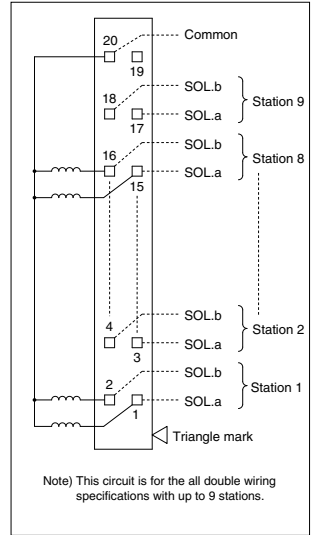 20 Common
19
18 SOL.b
17 SOL.a Station 9
16 SOL.b
15 SOL.a Station 8
4 SOL.b
3 SOL.a Station 2
2 SOL.b
1 SOL.a Station 1
Triangle mark
Note) This circuit is for the all double wiring
specifications with up to 9 stations.